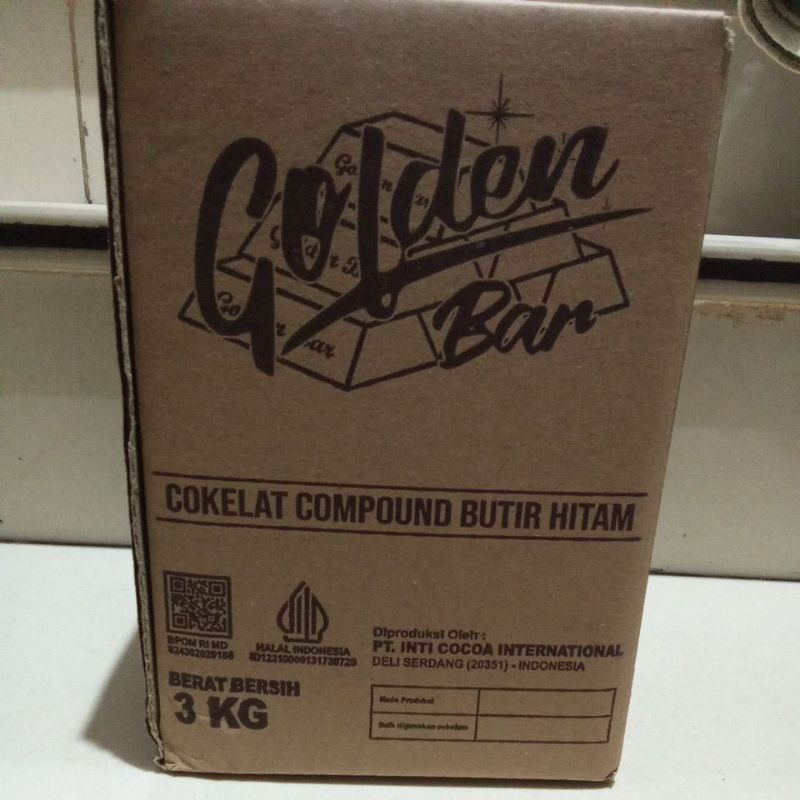 Golden
Bar
COKELAT COMPOUND BUTIR HITAM
BPOM RI MD
HALAL INDONESIA
Diproduksi Oleh :
PT. INTI COCOA INTERNATIONAL
DELI SERDANG (20351) - INDONESIA
BERAT BERSIH
3 KG
Kode Produksi
Baik digunakan sebelum